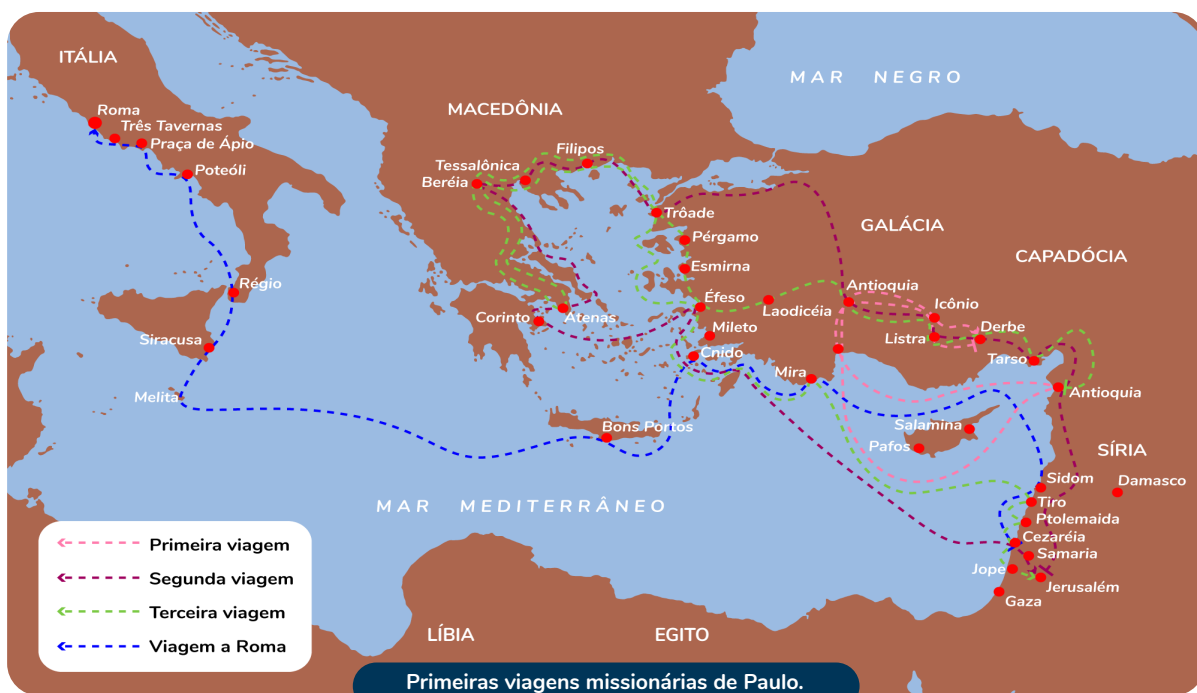 MAR NEGRO
ITÁLIA
MACEDÔNIA
GALÁCIA
CAPADÓCIA
SÍRIA
MAR MEDITERRÂNEO
LÍBIA
EGITO
Roma
Três Tavernas
Praça de Ápio
Poteóli
Régio
Siracusa
Melita
Filipos
Tessalônica
Beréia
Trôade
Pérgamo
Esmirna
Éfeso
Laodicéia
Mileto
Corinto
Atenas
Cnido
Bons Portos
Mira
Antioquia
Icônio
Listra
Derbe
Tarso
Antioquia
Salamina
Pafos
Sidom
Damasco
Tiro
Ptolemaida
Cezaréia
Samaria
Jope
Jerusalém
Gaza
Primeira viagem
Segunda viagem
Terceira viagem
Viagem a Roma
Primeiras viagens missionárias de Paulo.